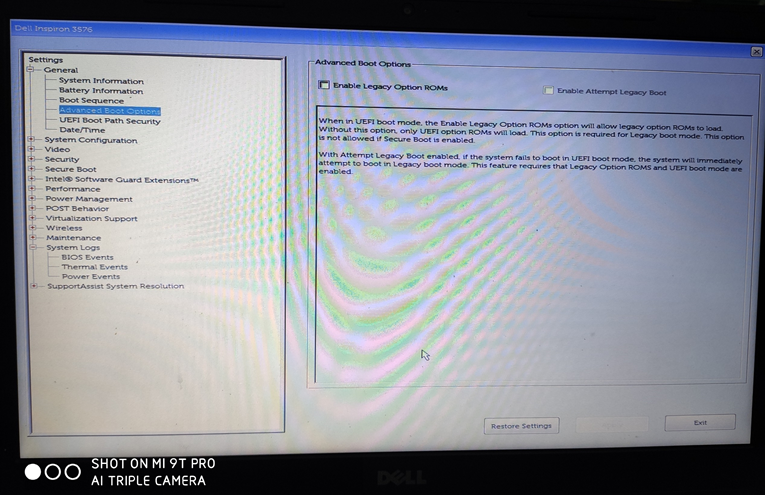 Dell Inspiron 3576
Settings
General
System Information
Battery Information
Boot Sequence
Advanced Boot Options
UEFI Boot Path Security
Date/Time
System Configuration
Video
Security
Secure Boot
Intel® Software Guard Extensions™
Performance
Power Management
POST Behavior
Virtualization Support
Wireless
Maintenance
System Logs
BIOS Events
Thermal Events
Power Events
SupportAssist System Resolution
Advanced Boot Options
Enable Legacy Option ROMs
Enable Attempt Legacy Boot
When in UEFI boot mode, the Enable Legacy Option ROMs option will allow legacy option ROMs to load.
Without this option, only UEFI option ROMs will load. This option is required for Legacy boot mode. This option
is not allowed if Secure Boot is enabled.
With Attempt Legacy Boot enabled, if the system fails to boot in UEFI boot mode, the system will immediately
attempt to boot in Legacy boot mode. This feature requires that Legacy Option ROMS and UEFI boot mode are
enabled.
Restore Settings
Exit
DELL
SHOT ON MI 9T PRO
AI TRIPLE CAMERA